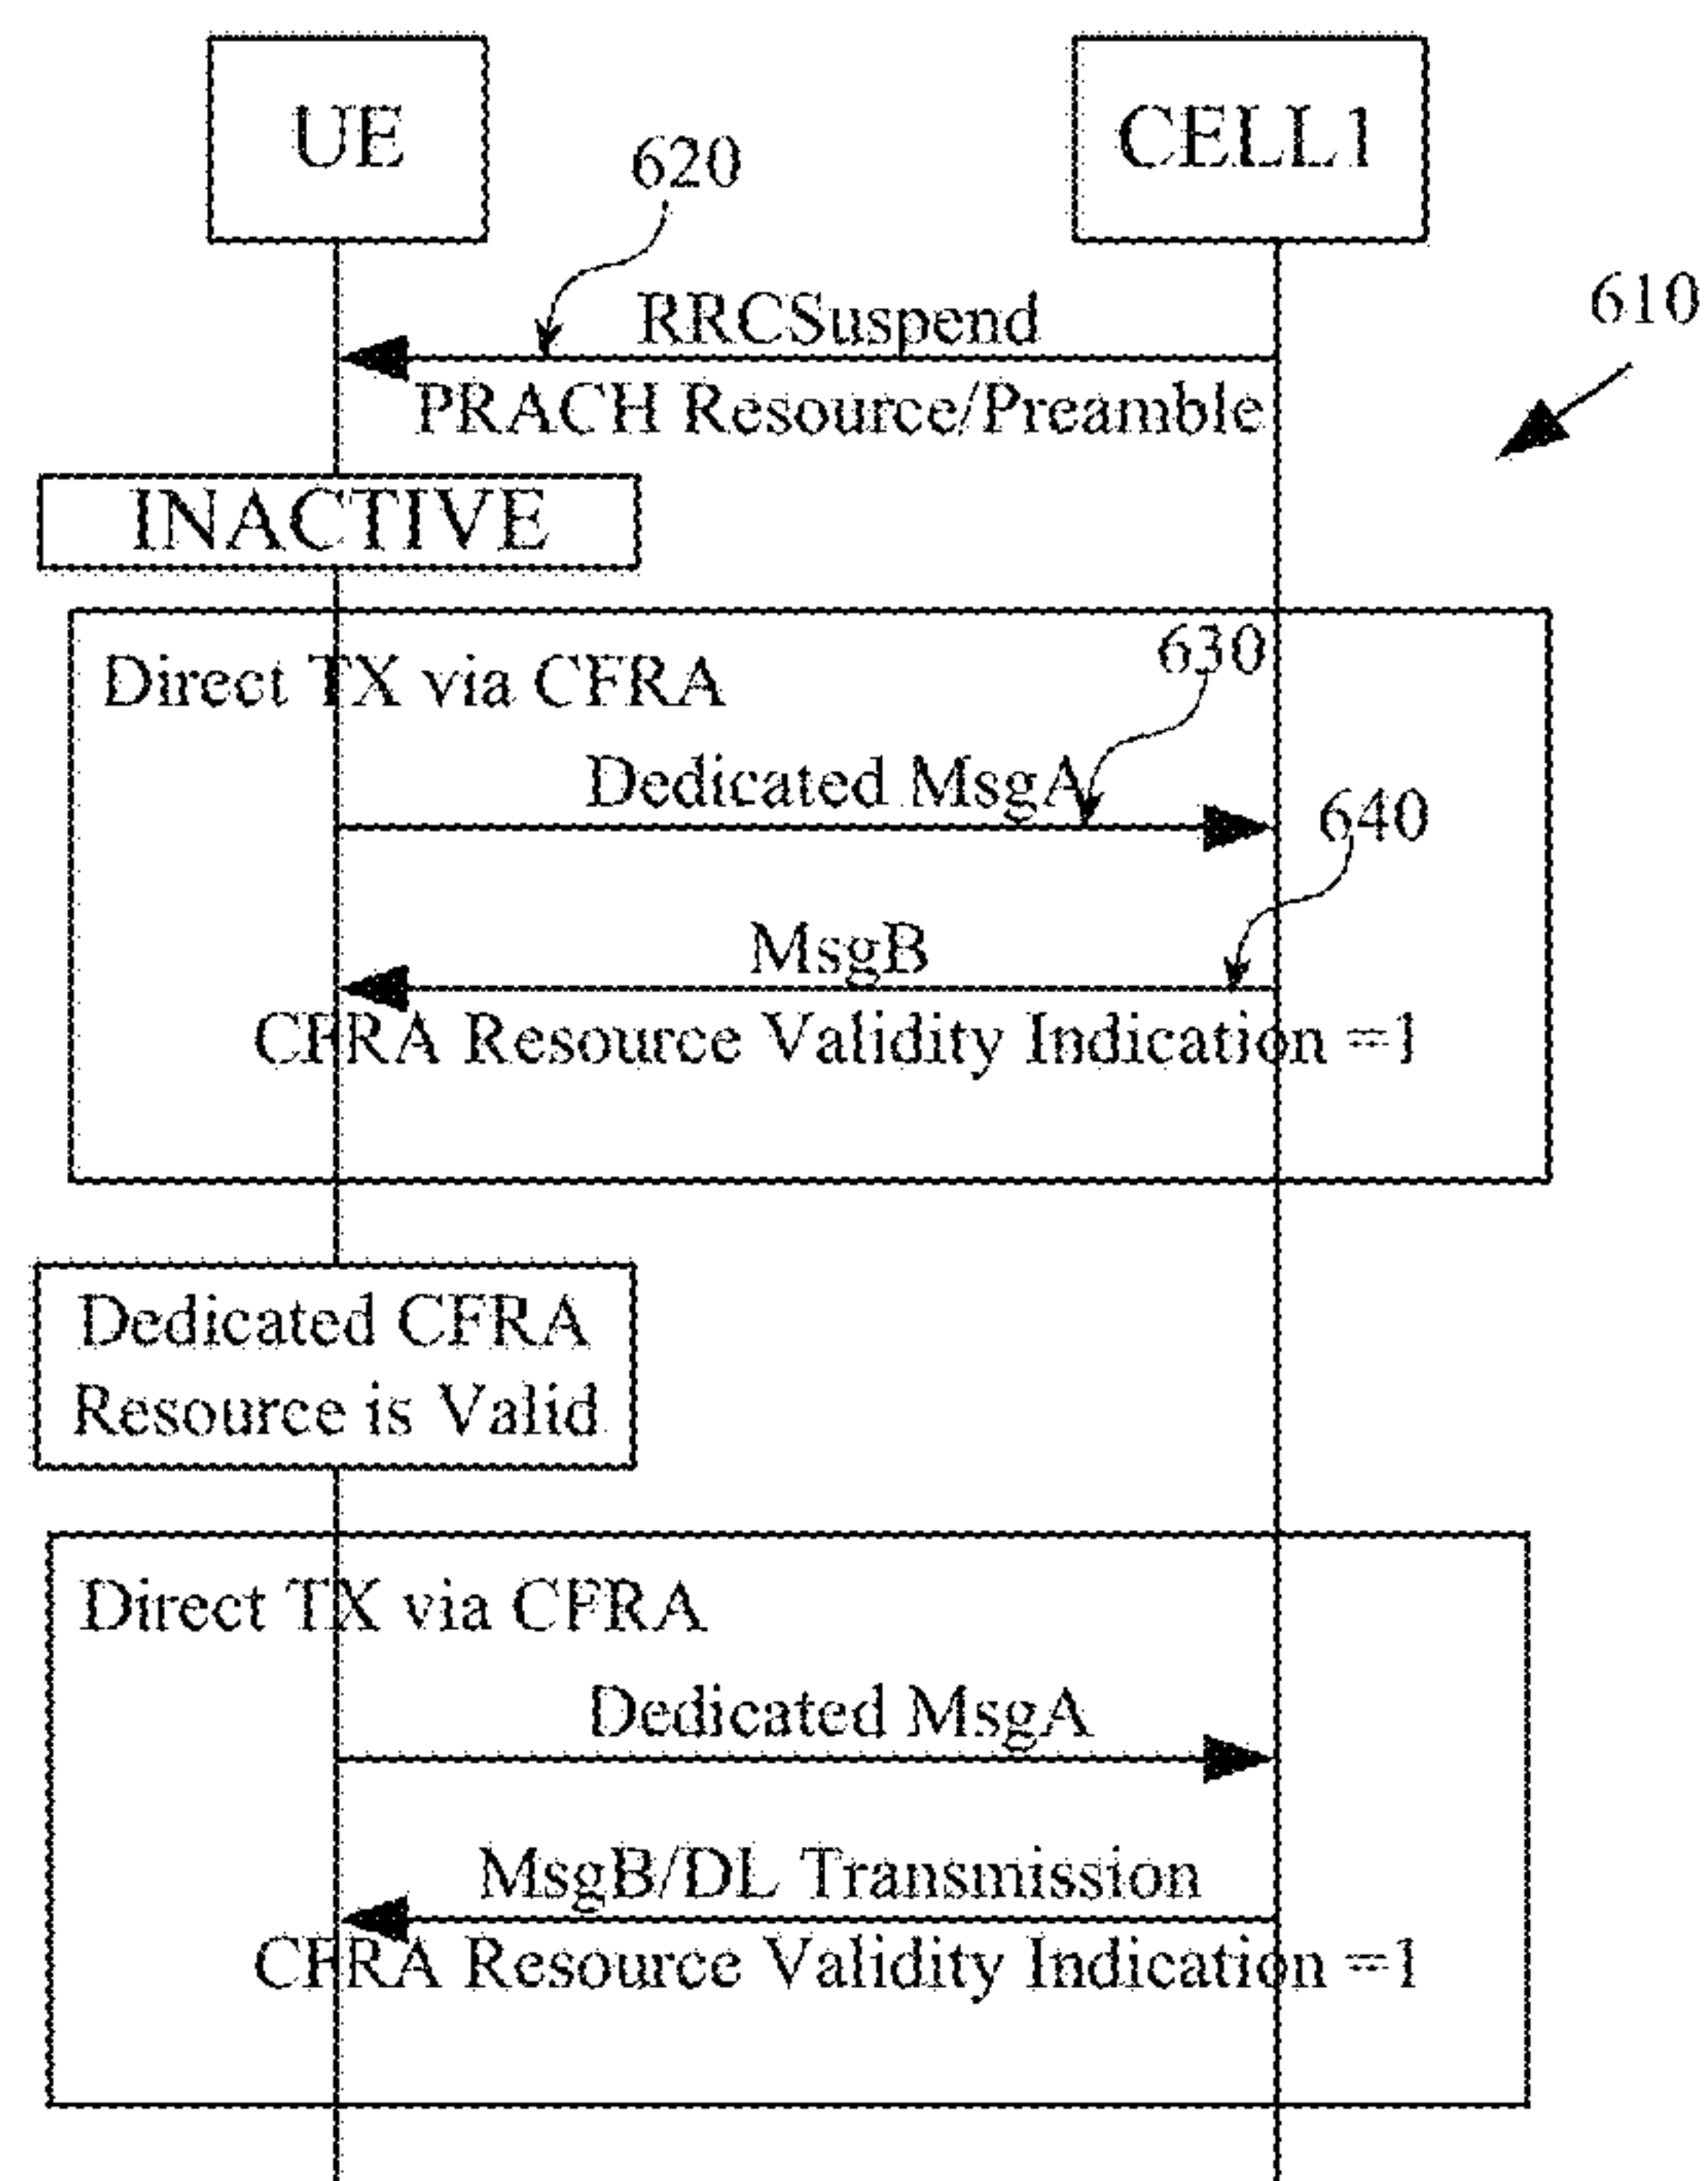 UE
CELL1
620
610
RRCSuspend
PRACH Resource/Preamble
INACTIVE
Direct TX via CFRA
630
Dedicated MsgA
640
MsgB
CFRA Resource Validity Indication =1
Dedicated CFRA
Resource is Valid
Direct TX via CFRA
Dedicated MsgA
MsgB/DL Transmission
CFRA Resource Validity Indication =1